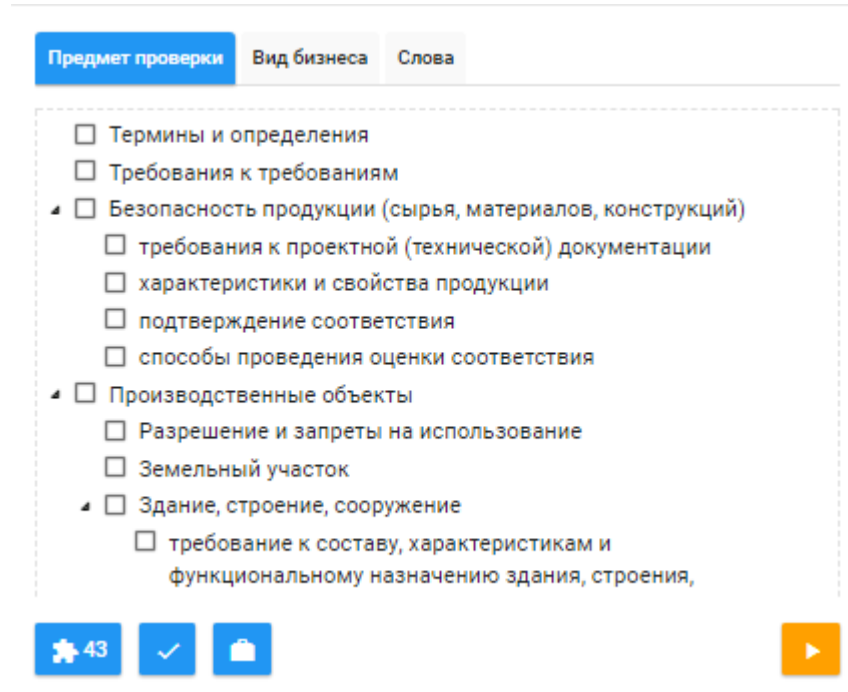 Предмет проверки Вид бизнеса Слова
Термины и определения
Требования к требованиям
Безопасность продукции (сырья, материалов, конструкций)
требования к проектной (технической) документации
характеристики и свойства продукции
подтверждение соответствия
способы проведения оценки соответствия
Производственные объекты
Разрешение и запреты на использование
Земельный участок
Здание, строение, сооружение
требование к составу, характеристикам и
функциональному назначению здания, строения,
43